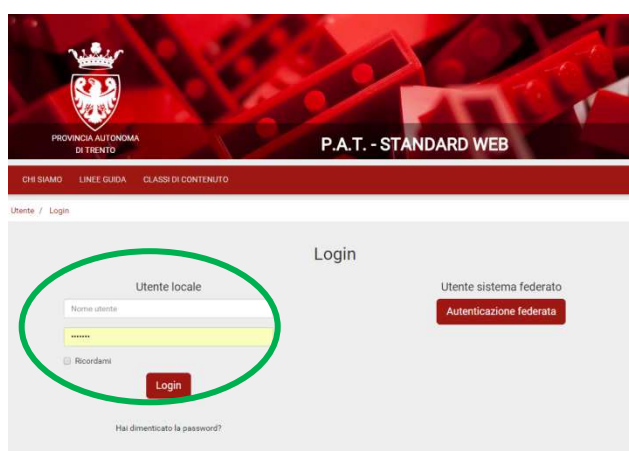 PROVINCIA AUTONOMA
DI TRENTO
P.A.T. - STANDARD WEB
CHI SIAMO LINEE GUIDA CLASSI DI CONTENUTO
Utente / Login
Login
Utente locale
Nome utente
•••••••
Ricordami
Login
Hai dimenticato la password?
Utente sistema federato
Autenticazione federata